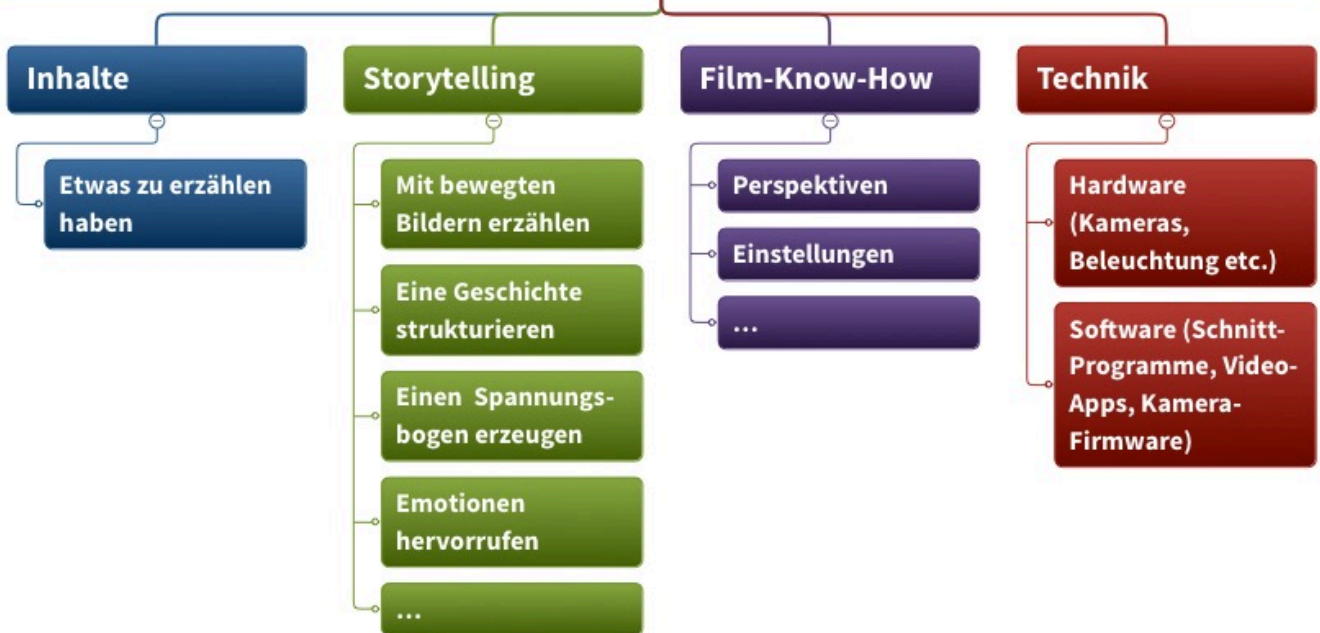 Inhalte
Etwas zu erzählen
haben
Storytelling
Mit bewegten
Bildern erzählen
Eine Geschichte
strukturieren
Einen Spannungs-
bogen erzeugen
Emotionen
hervorrufen
...
Film-Know-How
Perspektiven
Einstellungen
...
Technik
Hardware
(Kameras,
Beleuchtung etc.)
Software (Schnitt-
Programme, Video-
Apps, Kamera-
Firmware)